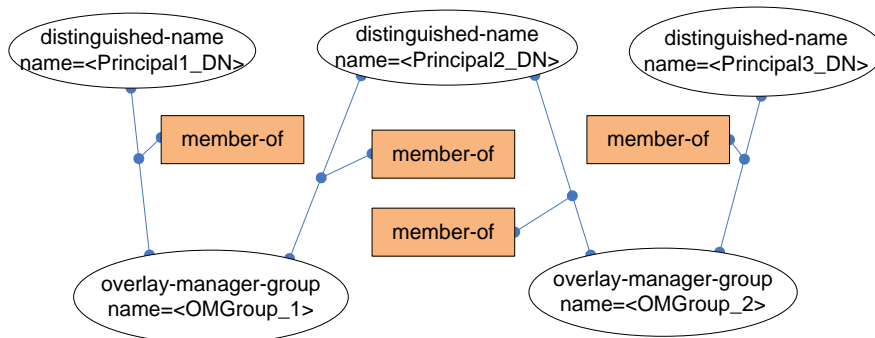 distinguished-name
name=<Principal1_DN>
distinguished-name
name=<Principal2_DN>
distinguished-name
name=<Principal3_DN>
member-of
member-of
member-of
member-of
overlay-manager-group
name=<OMGroup_1>
overlay-manager-group
name=<OMGroup_2>